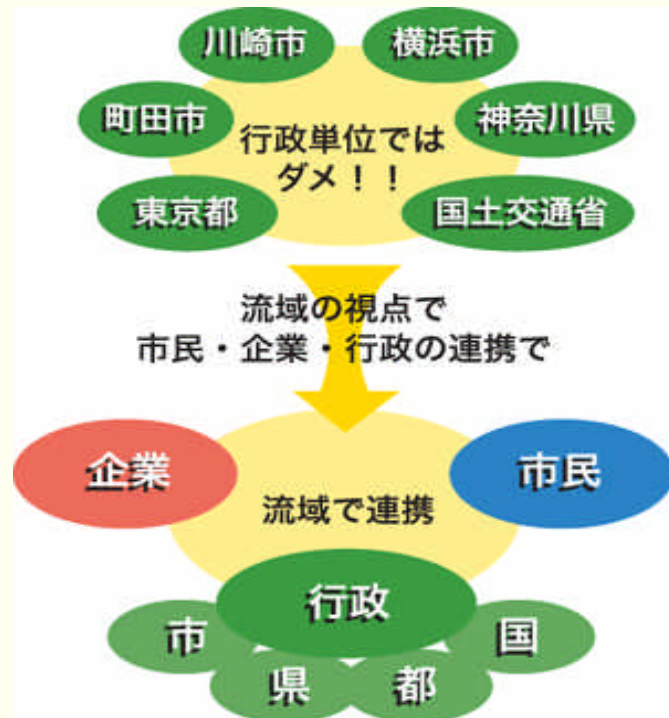 川崎市
横浜市
町田市
神奈川県
行政単位では
ダメ！！
東京都
国土交通省
流域の視点で
市民・企業・行政の連携で
企業
市民
流域で連携
行政
市
国
県
都